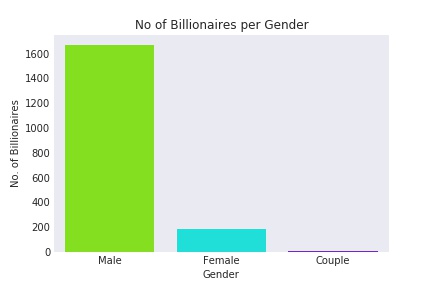 No of Billionaires per Gender
No. of Billionaires
1600
1400
1200
1000
800
600
400
200
0
Male Female Couple
Gender